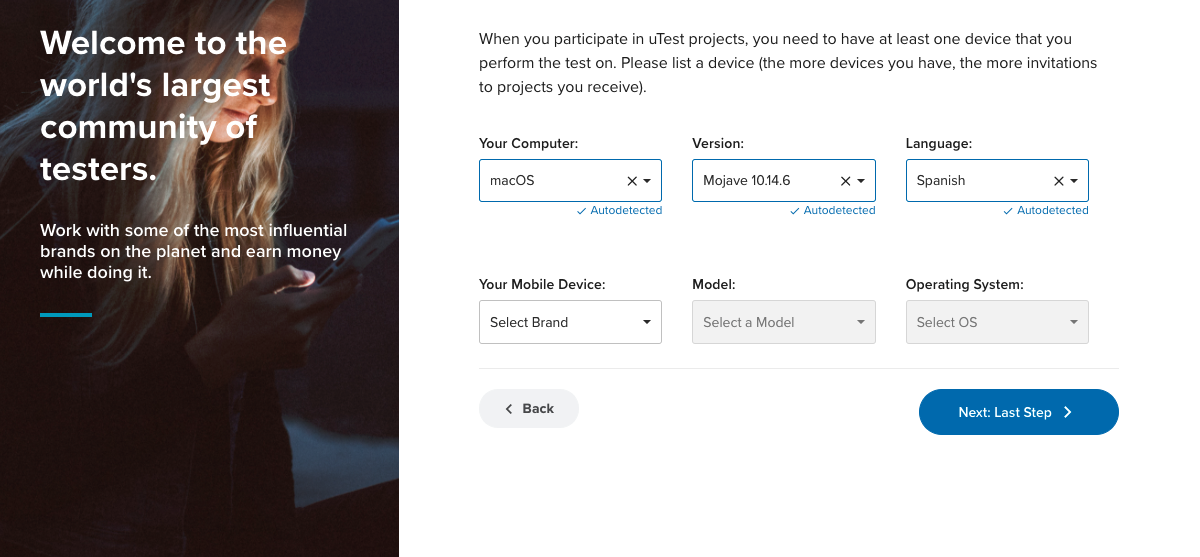 Welcome to the
world's largest
community of
testers.
Work with some of the most influential
brands on the planet and earn money
while doing it.
When you participate in uTest projects, you need to have at least one device that you
perform the test on. Please list a device (the more devices you have, the more invitations
to projects you receive).
Your Computer: Version: Language:
macOS Mojave 10.14.6 Spanish
Autodetected Autodetected Autodetected
Your Mobile Device: Model: Operating System:
Select Brand Select a Model Select OS
Back Next: Last Step